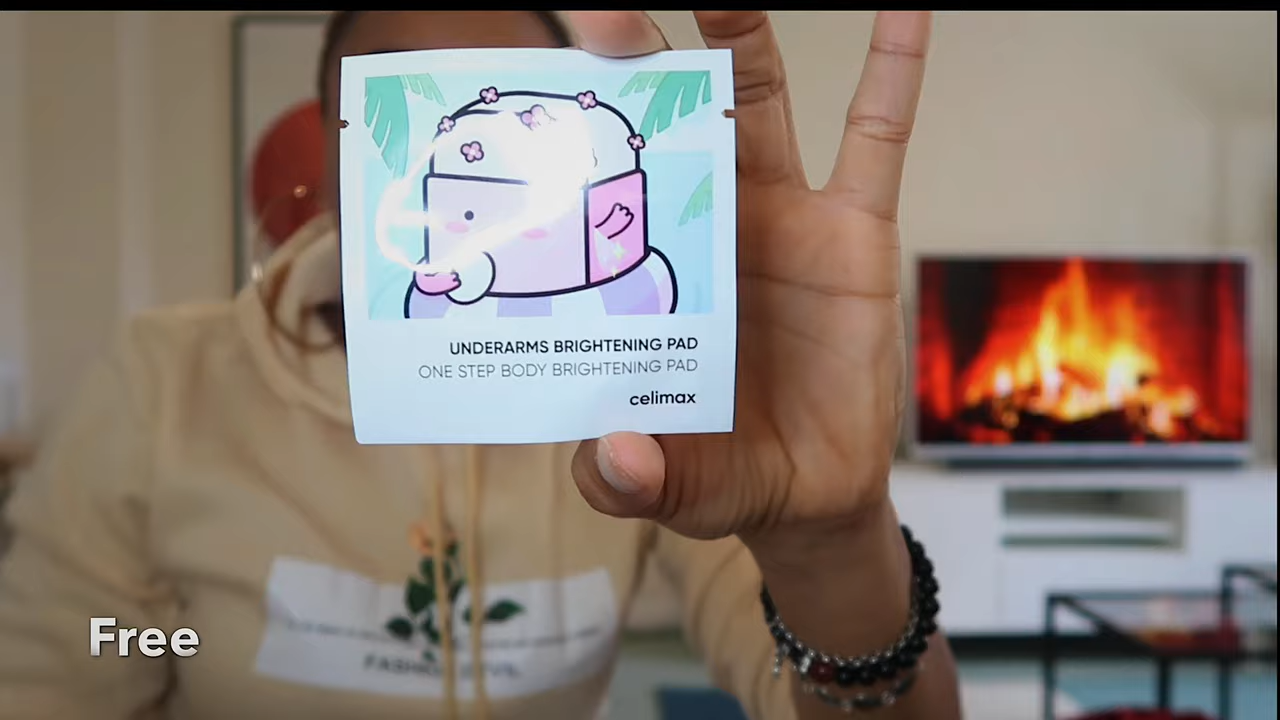 UNDERARMS BRIGHTENING PAD
ONE STEP BODY BRIGHTENING PAD
celimax
Free